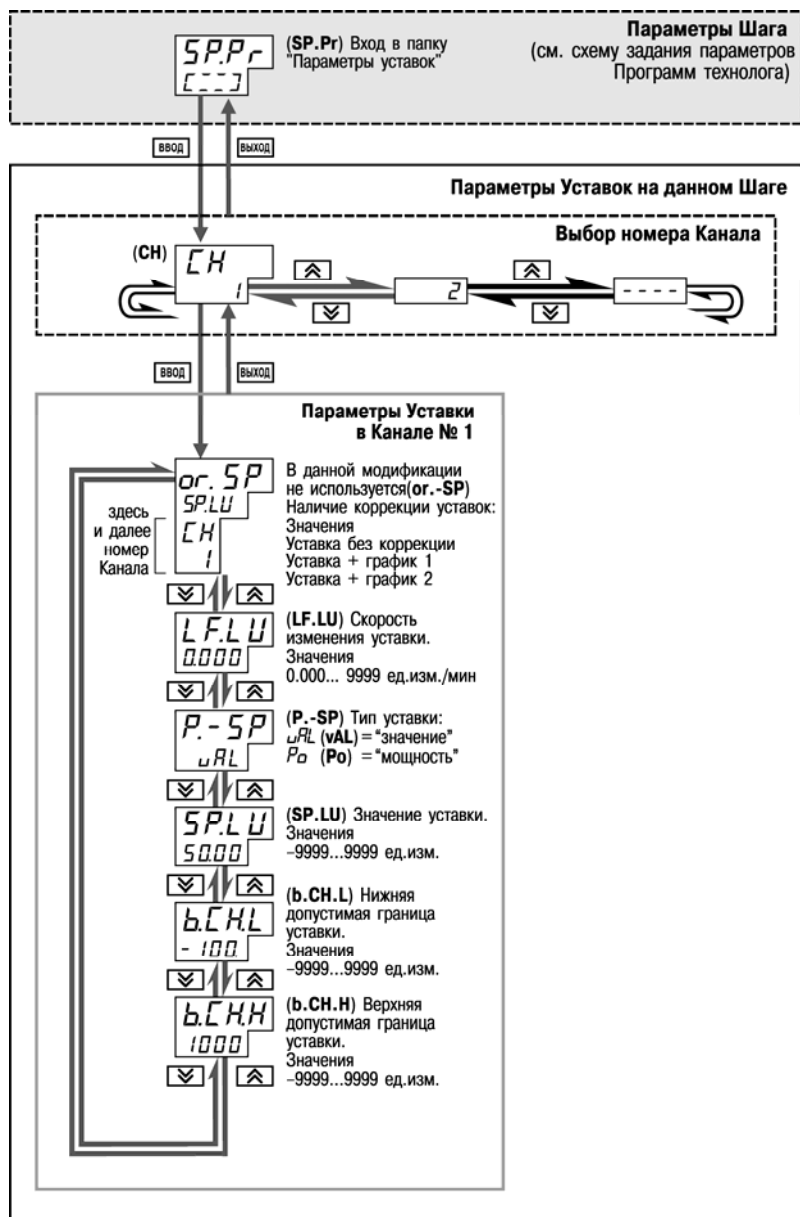 Параметры Шага
(см. схему задания параметров
Программ технолога)
SP.Pr
[---]
(SP.Pr) Вход в папку
"Параметры уставок"
ВВОД
ВЫХОД
Параметры Уставок на данном Шаге
Выбор номера Канала
(CH)
CH
1
2
----
ВВОД
ВЫХОД
Параметры Уставки
в Канале № 1
or.SP
SP.LU
CH
1
здесь
и далее
номер
Канала
В данной модификации
не используется(or.-SP)
Наличие коррекции уставок:
Значения
Уставка без коррекции
Уставка + график 1
Уставка + график 2
LF.LU
0.000
(LF.LU) Скорость
изменения уставки.
Значения
0.000... 9999 ед.изм./мин
P.-SP
vAL
(P.-SP) Тип уставки:
vAL (vAL) = "значение"
Po (Po) = "мощность"
SP.LU
50.00
(SP.LU) Значение уставки.
Значения
-9999...9999 ед.изм.
b.CH.L
-100.
(b.CH.L) Нижняя
допустимая граница
уставки.
Значения
-9999...9999 ед.изм.
b.CH.H
1000
(b.CH.H) Верхняя
допустимая граница
уставки.
Значения
-9999...9999 ед.изм.